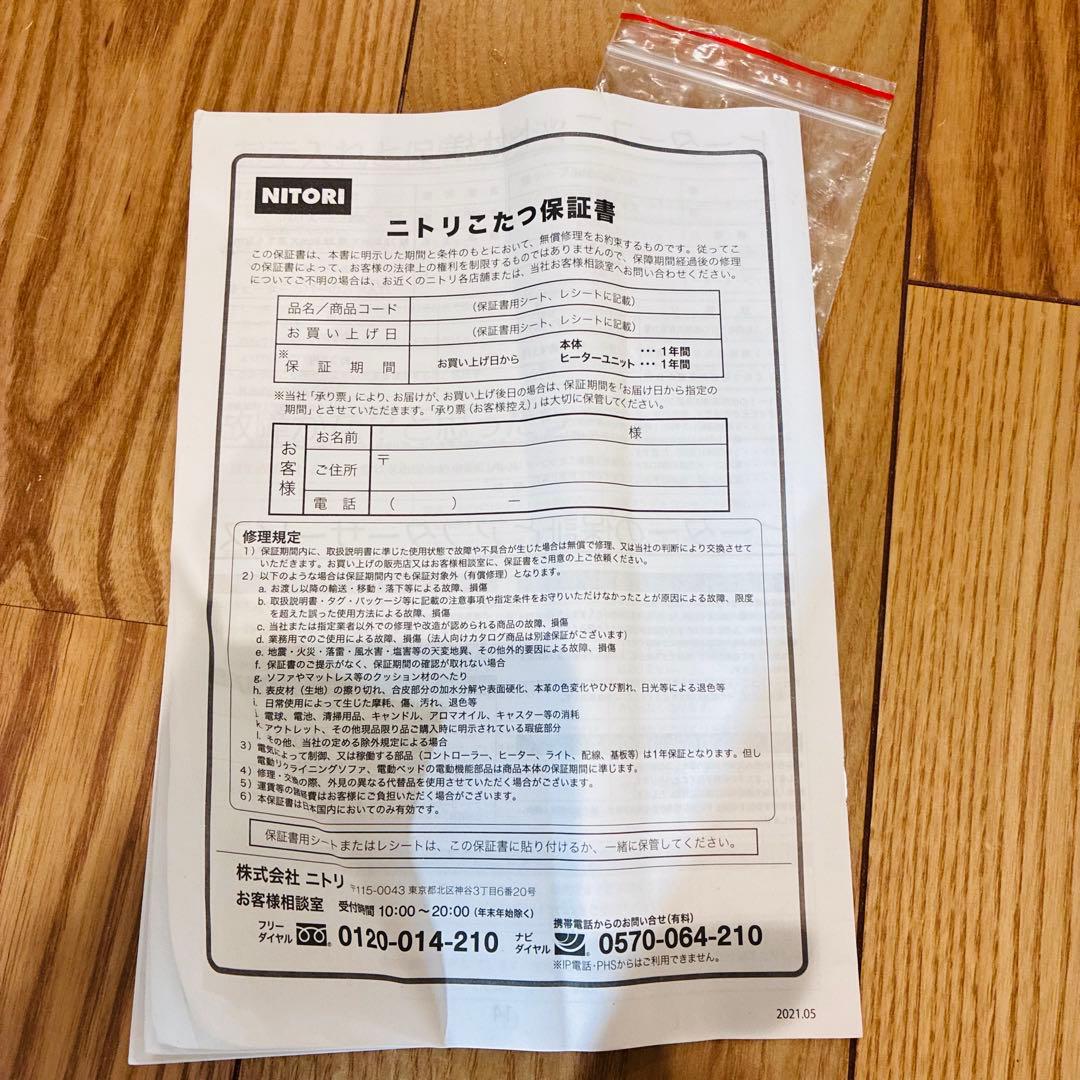 NITORI
ニトリこたつ保証書
この保証書は、本書に明示した期間と条件のもとにおいて、無償修理をお約束するものです。従ってこ
の保証書によって、お客様の法律上の権利を制限するものではありませんので、保障期間経過後の修理
についてご不明の場合は、お近くのニトリ各店舗または、当社お客様相談室へお問い合わせください。
品名／商品コード （保証書用シート、レシートに記載）
お買い上げ日 （保証書用シート、レシートに記載）
※保証期間 お買い上げ日から 本体 … 1年間
ヒーターユニット … 1年間
※当社「承り票」により、お届けが、お買い上げ後日の場合は、保証期間を「お届け日から指定の
期間」とさせていただきます。「承り票（お客様控え）」は大切に保管してください。
お客様
お名前 様
ご住所 〒
電話 （ ） ー
修理規定
1）保証期間内に、取扱説明書に準じた使用状態で故障や不具合が生じた場合は無償で修理、又は当社の判断により交換させて
いただきます。お買い上げの販売店又はお客様相談室に、保証書をご用意の上ご依頼ください。
2）以下のような場合は保証期間内でも保証対象外（有償修理）となります。
a. お渡し以降の輸送・移動・落下等による故障、損傷
b. 取扱説明書・タグ・パッケージ等に記載の注意事項や指定条件をお守りいただけなかったことが原因による故障、限度
を超えた誤った使用方法による故障、損傷
c. 当社または指定業者以外での修理や改造が認められる商品の故障、損傷
d. 業務用でのご使用による故障、損傷（法人向けカタログ商品は別途保証がございます）
e. 地震・火災・落雷・風水害・塩害等の天変地異、その他外的要因による故障、損傷
f. 保証書のご提示がなく、保証期間の確認が取れない場合
g. ソファやマットレス等のクッション材のへたり
h. 表皮材（生地）の擦り切れ、合皮部分の加水分解や表面硬化、本革の色変化やひび割れ、日光等による退色等
i. 日常使用によって生じた摩耗、傷、汚れ、退色等
j. 電球、電池、清掃用品、キャンドル、アロマオイル、キャスター等の消耗
k. アウトレット、その他現品限り品ご購入時に明示されている瑕疵部分
l. その他、当社の定める除外規定による場合
3）電気によって制御、又は稼働する部品（コントローラー、ヒーター、ライト、配線、基板等）は1年保証となります。但し
電動リクライニングソファ、電動ベッドの電動機能部品は商品本体の保証期間に準じます。
4）修理・交換の際、外見の異なる代替品を使用させていただく場合がございます。
5）運賃等の諸経費はお客様にご負担いただく場合がございます。
6）本保証書は日本国内においてのみ有効です。
保証書用シートまたはレシートは、この保証書に貼り付けるか、一緒に保管してください。
株式会社 ニトリ 〒115-0043 東京都北区神谷3丁目6番20号
お客様相談室 受付時間 10:00～20:00（年末年始除く）
フリーダイヤル 0120-014-210
携帯電話からのお問い合せ（有料）
ナビダイヤル 0570-064-210
※IP電話・PHSからはご利用できません。
2021.05